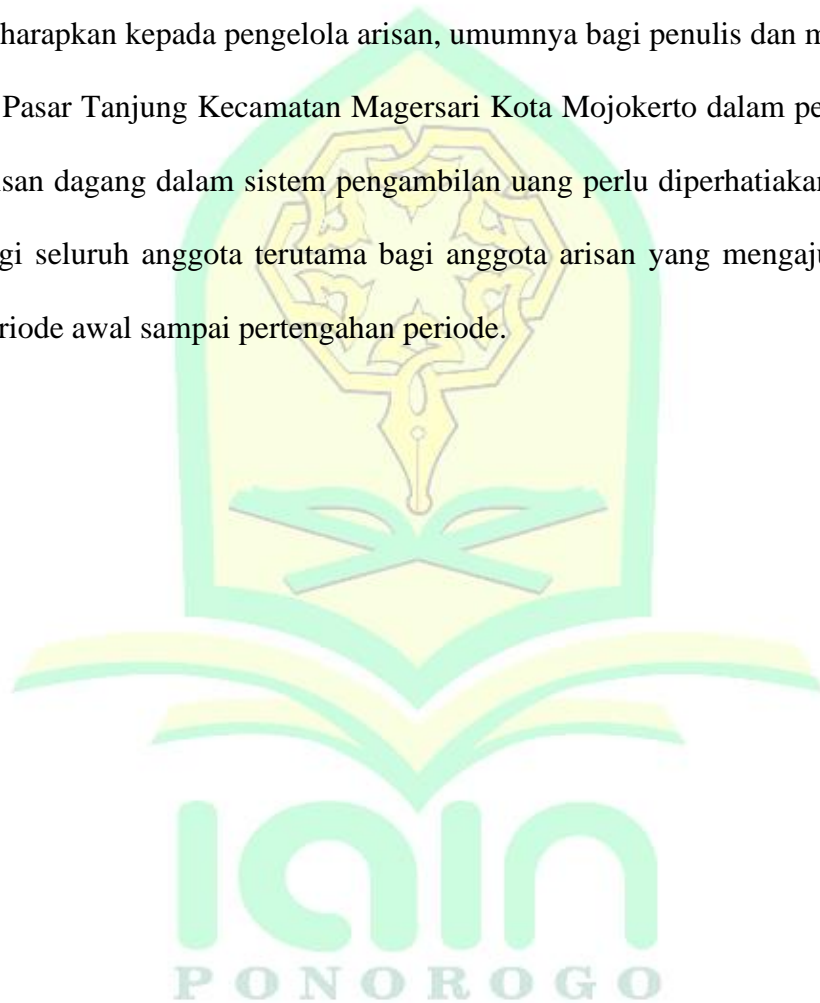 harapkan kepada pengelola arisan, umumnya bagi penulis dan m
Pasar Tanjung Kecamatan Magersari Kota Mojokerto dalam pe
san dagang dalam sistem pengambilan uang perlu diperhatiakan
gi seluruh anggota terutama bagi anggota arisan yang mengaju
riode awal sampai pertengahan periode.
iain
PONOROGO